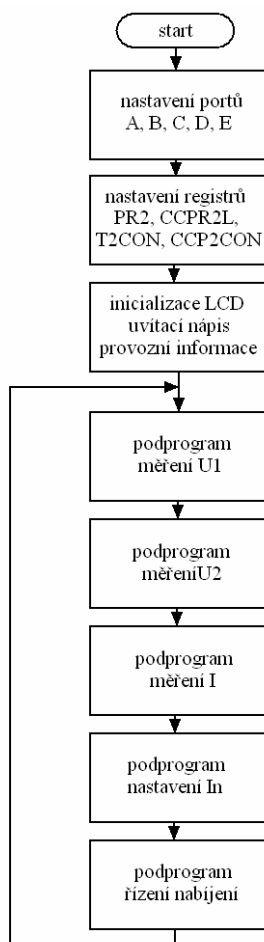 start
nastavení portů
A, B, C, D, E
nastavení registrů
PR2, CCPR2L,
T2CON, CCP2CON
inicializace LCD
uvítací nápis
provozní informace
podprogram
měření U1
podprogram
měřeníU2
podprogram
měření I
podprogram
nastavení In
podprogram
řízení nabíjení